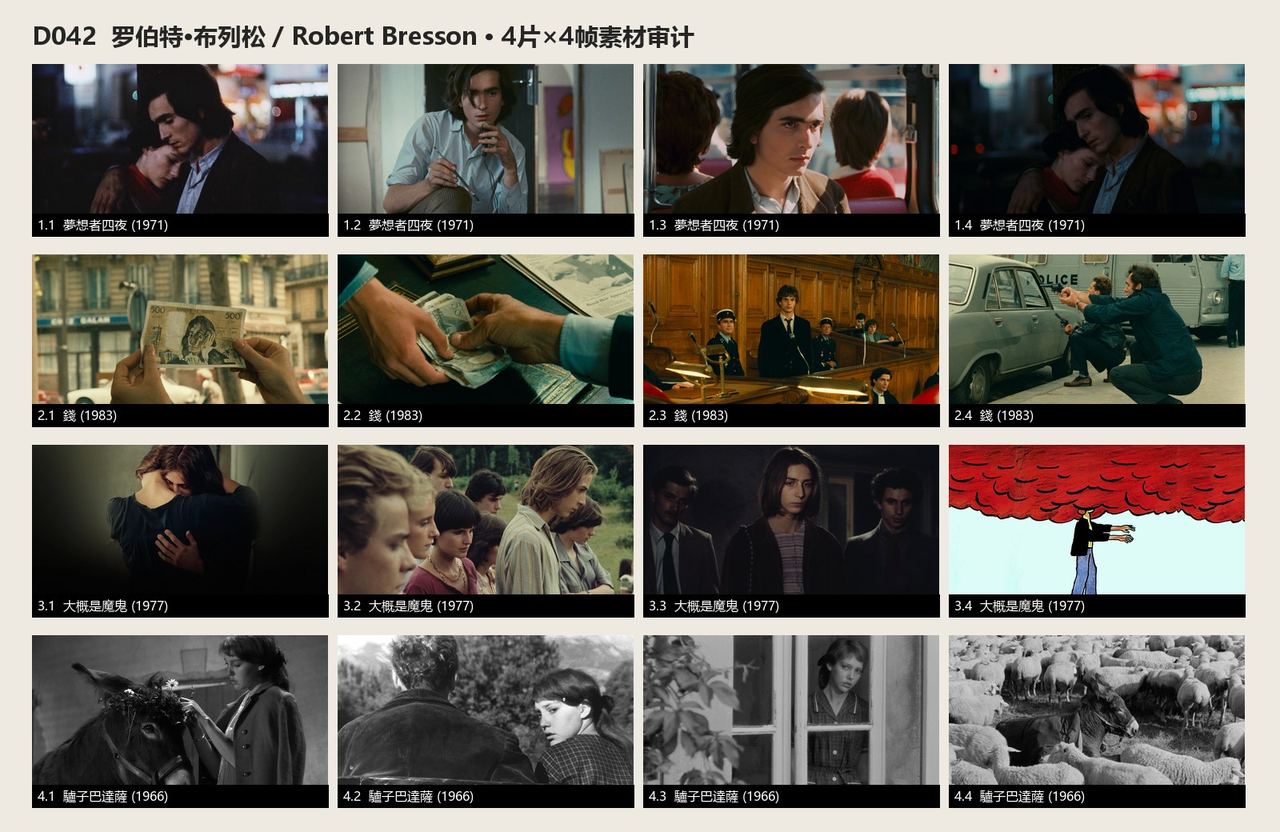 D042 罗伯特•布列松 / Robert Bresson • 4片×4帧素材审计
1.1 夢想者四夜 (1971)
1.2 夢想者四夜 (1971)
1.3 夢想者四夜 (1971)
1.4 夢想者四夜 (1971)
500
500
POLICE
2.1 錢 (1983)
2.2 錢 (1983)
2.3 錢 (1983)
2.4 錢 (1983)
3.1 大概是魔鬼 (1977)
3.2 大概是魔鬼 (1977)
3.3 大概是魔鬼 (1977)
3.4 大概是魔鬼 (1977)
4.1 驢子巴達薩 (1966)
4.2 驢子巴達薩 (1966)
4.3 驢子巴達薩 (1966)
4.4 驢子巴達薩 (1966)